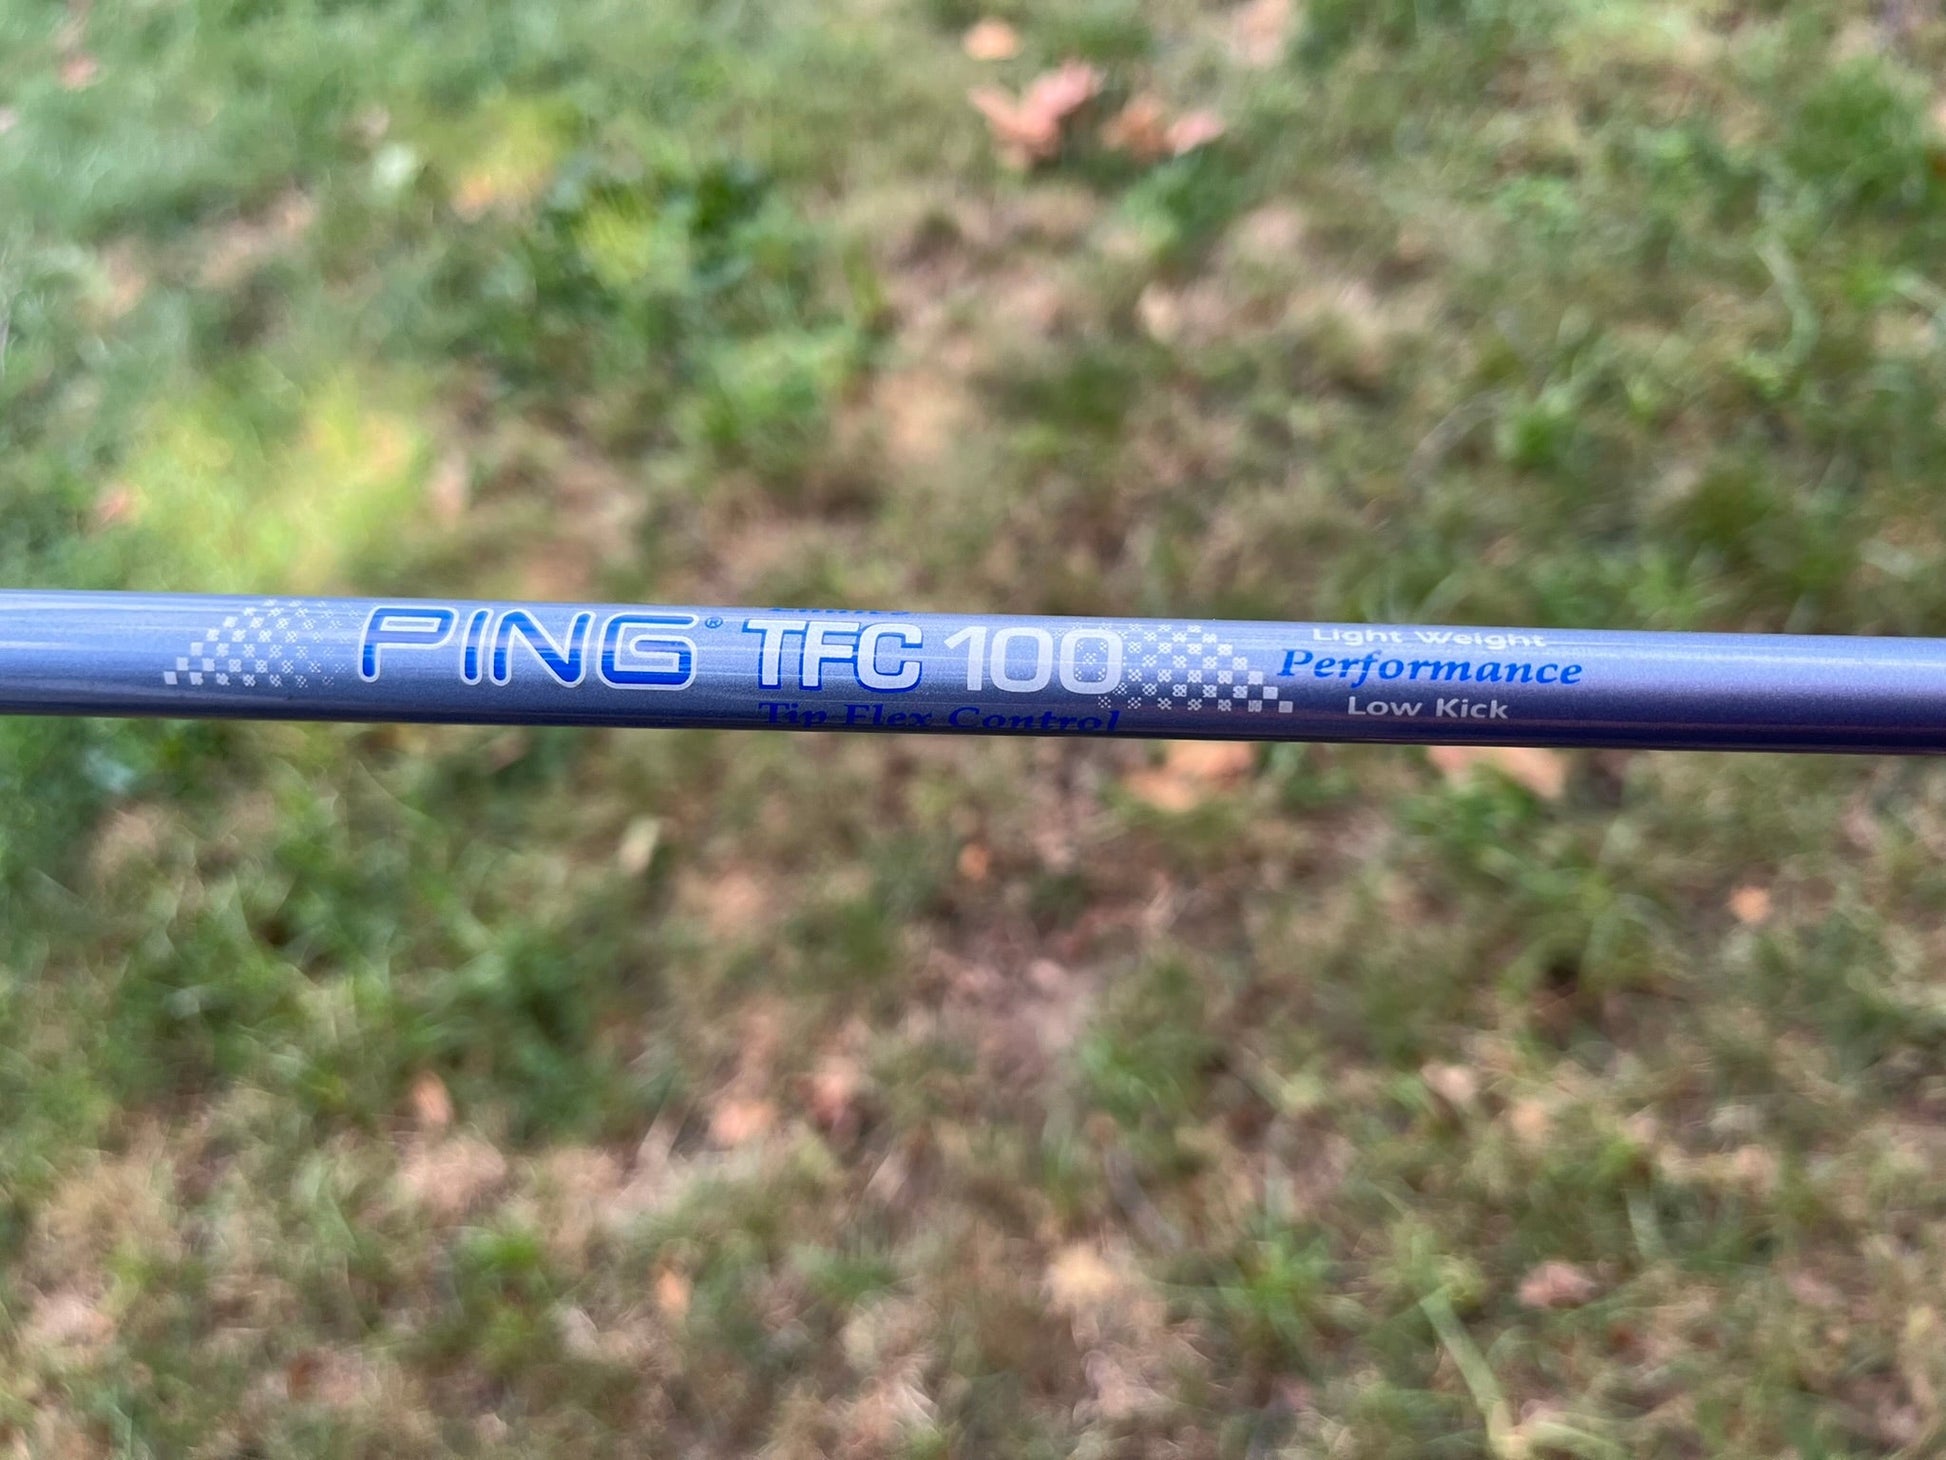 PING® TFC 100
Tip Flex Control
Light Weight
Performance
Low Kick